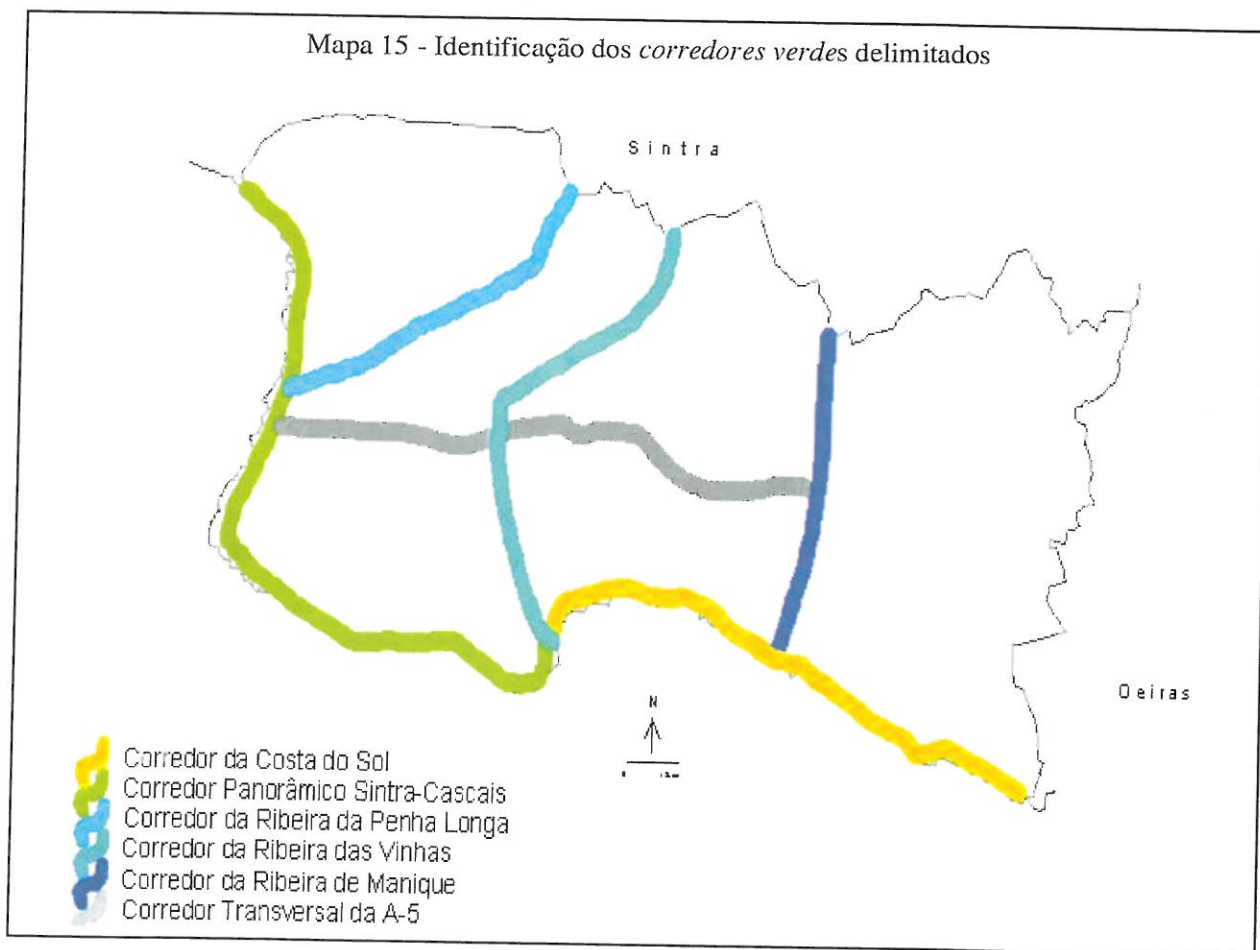 Mapa 15 - Identificação dos corredores verdes delimitados
Sintra
Oeiras
N
0
Corredor da Costa do Sol
Corredor Panorâmico Sintra-Cascais
Corredor da Ribeira da Penha Longa
Corredor da Ribeira das Vinhas
Corredor da Ribeira de Manique
Corredor Transversal da A-5